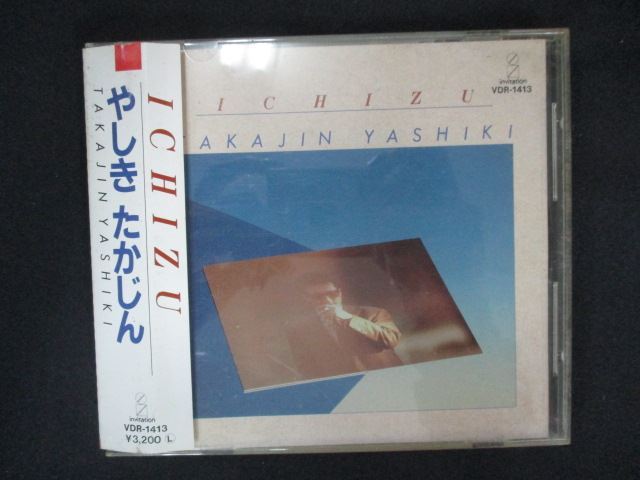 ICHIZU
やしき たかじん
TAKAJIN YASHIKI
invitation
VDR-1413
¥3,200 L
ICHIZU
AKAJIN YASHIKI
invitation
VDR-1413